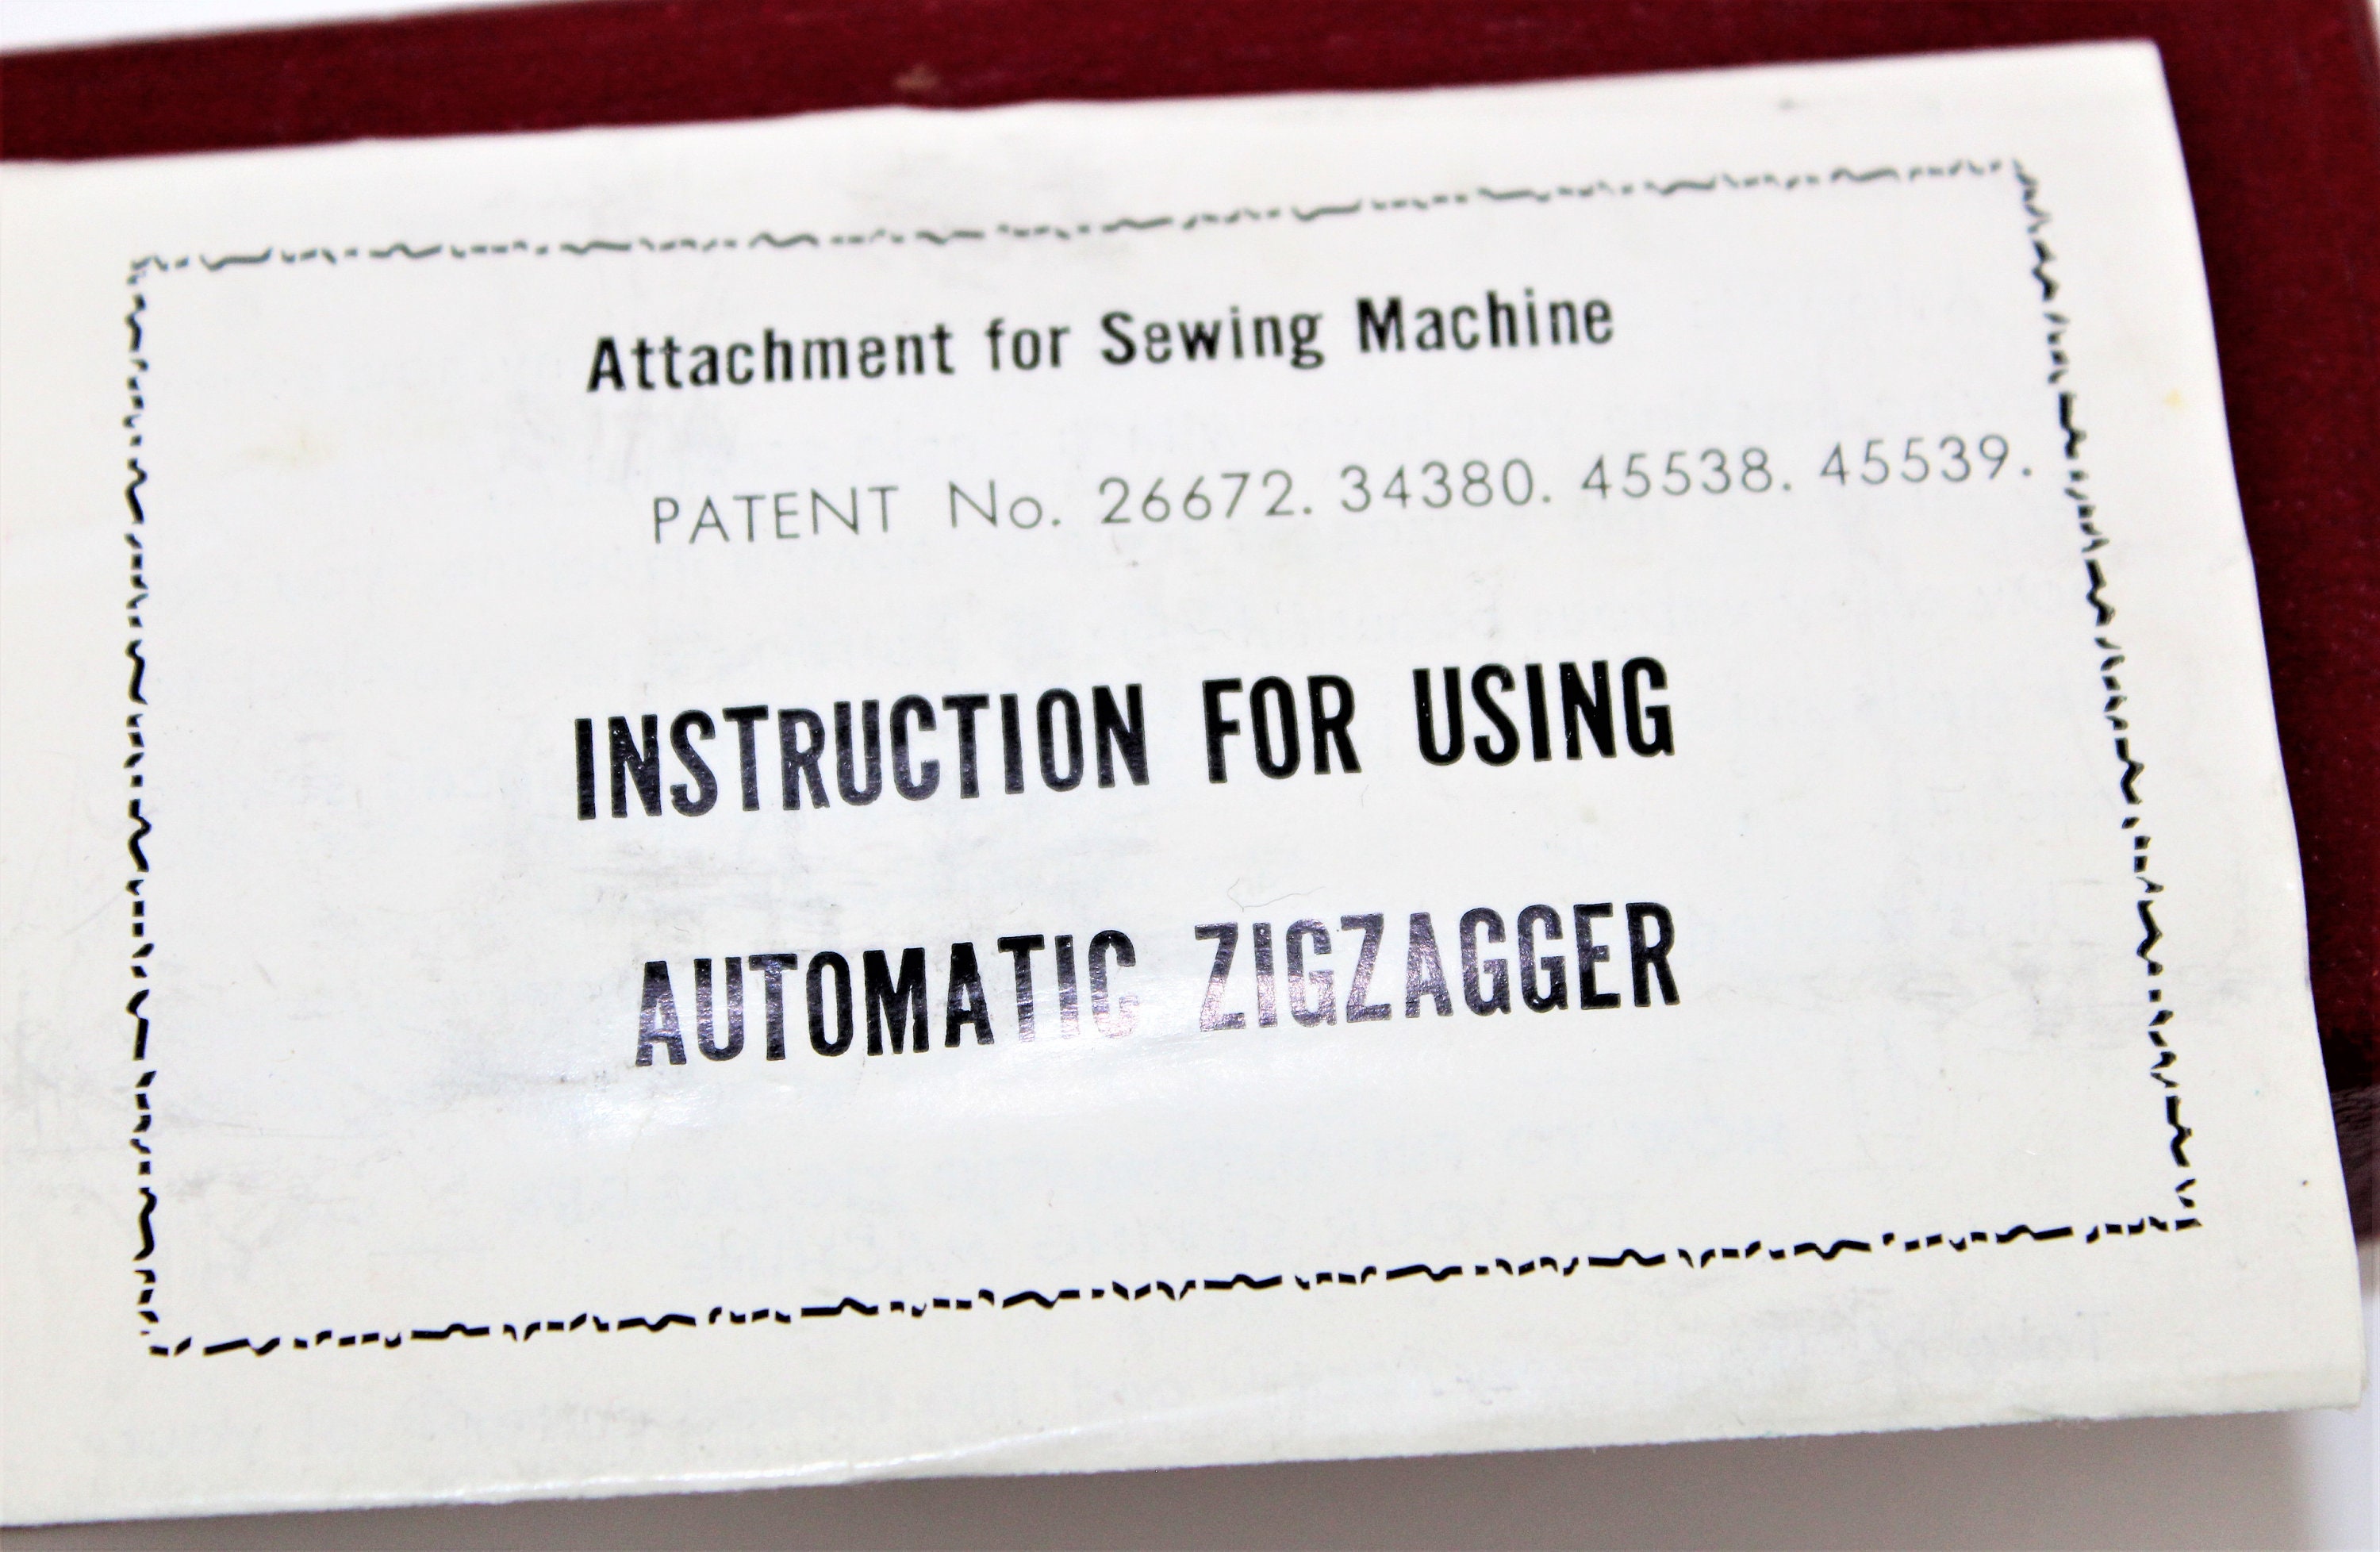 Attachment for Sewing Machine
PATENT No. 26672. 34380. 45538. 45539.
INSTRUCTION FOR USING
AUTOMATIC ZIGZAGGER